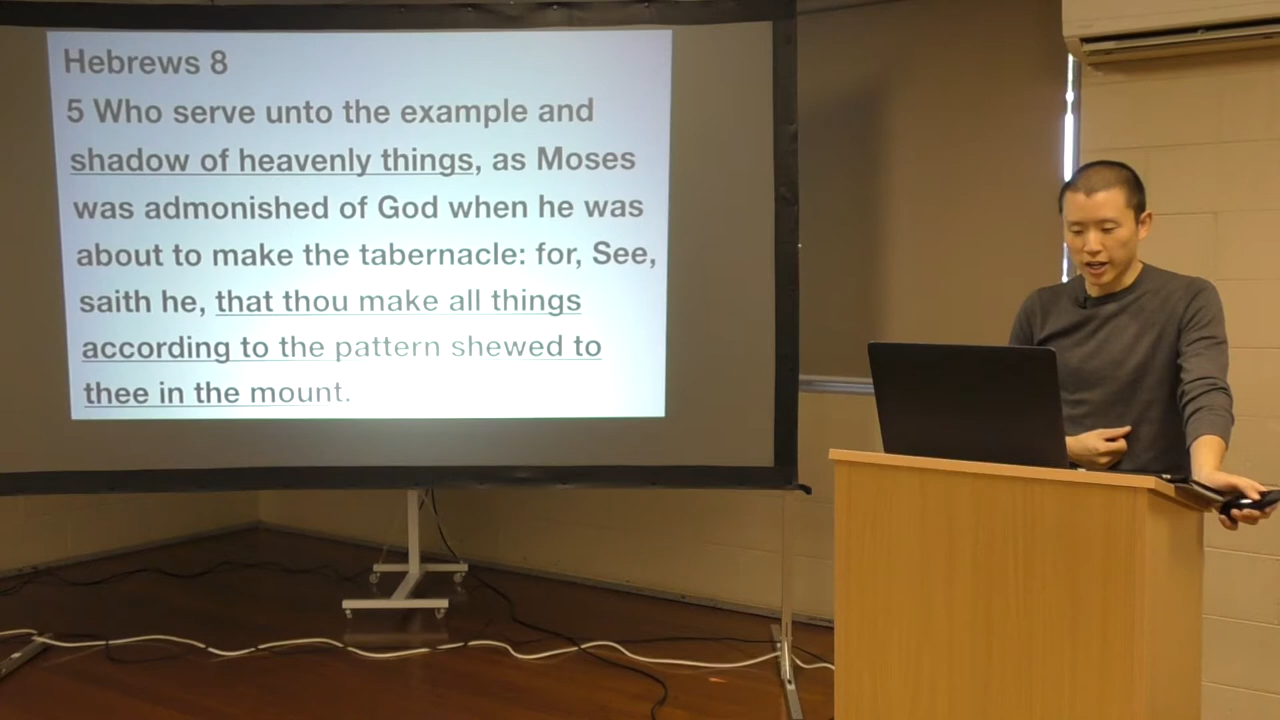 Hebrews 8
5 Who serve unto the example and
shadow of heavenly things, as Moses
was admonished of God when he was
about to make the tabernacle: for, See,
saith he, that thou make all things
according to the pattern shewed to
thee in the mount.